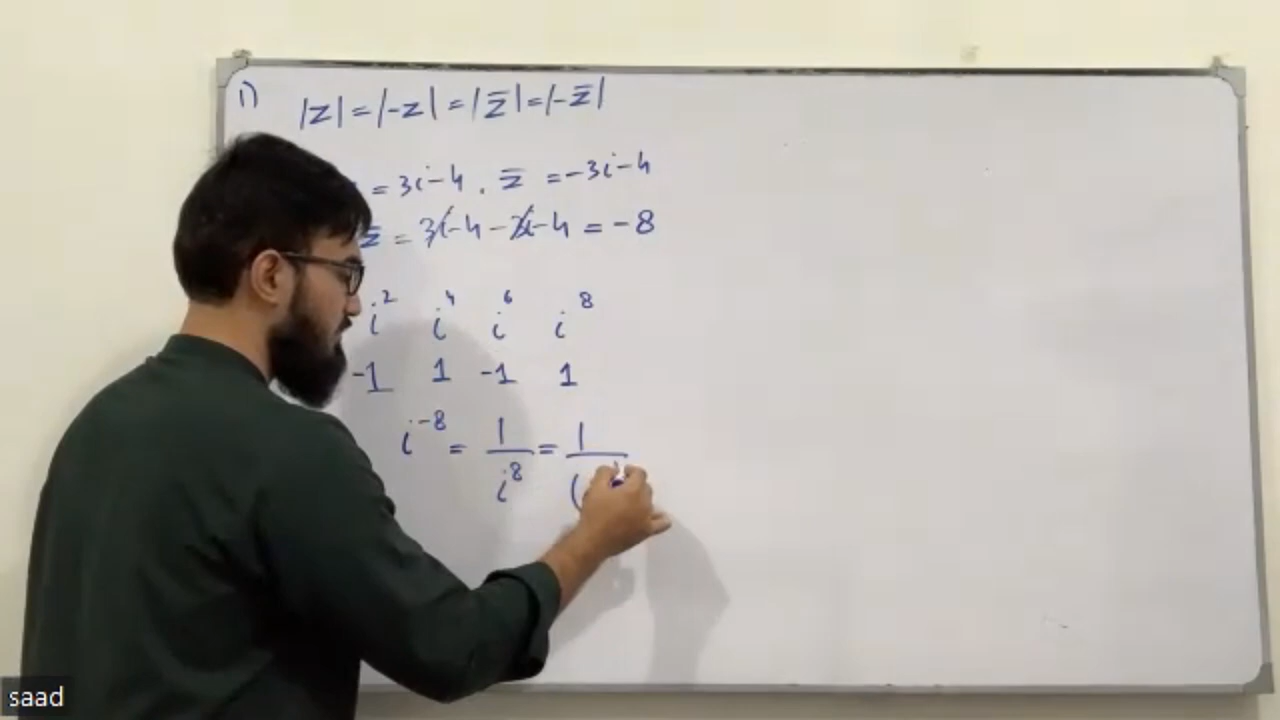 1) |z| = |-z| = |z̅| = |-z̅|
= 3i-4 . z̅ = -3i-4
z̅ = 3i-4-3i-4 = -8
i² i⁴ i⁶ i⁸
-1 1 -1 1
i⁻⁸ = 1/i⁸ = 1/(
saad